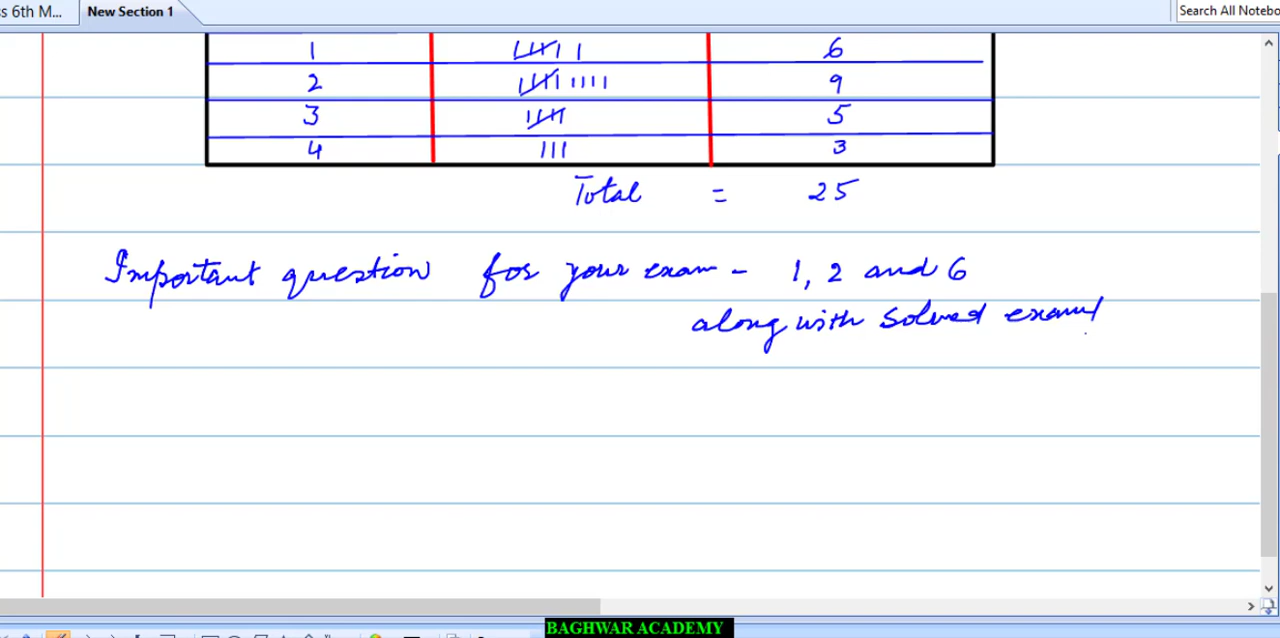 s 6th M... New Section 1 Search All Notebo
1 6
2 9
3 5
4 3
Total = 25
Important question for your exam - 1, 2 and 6
along with solved exampl
BAGHWAR ACADEMY